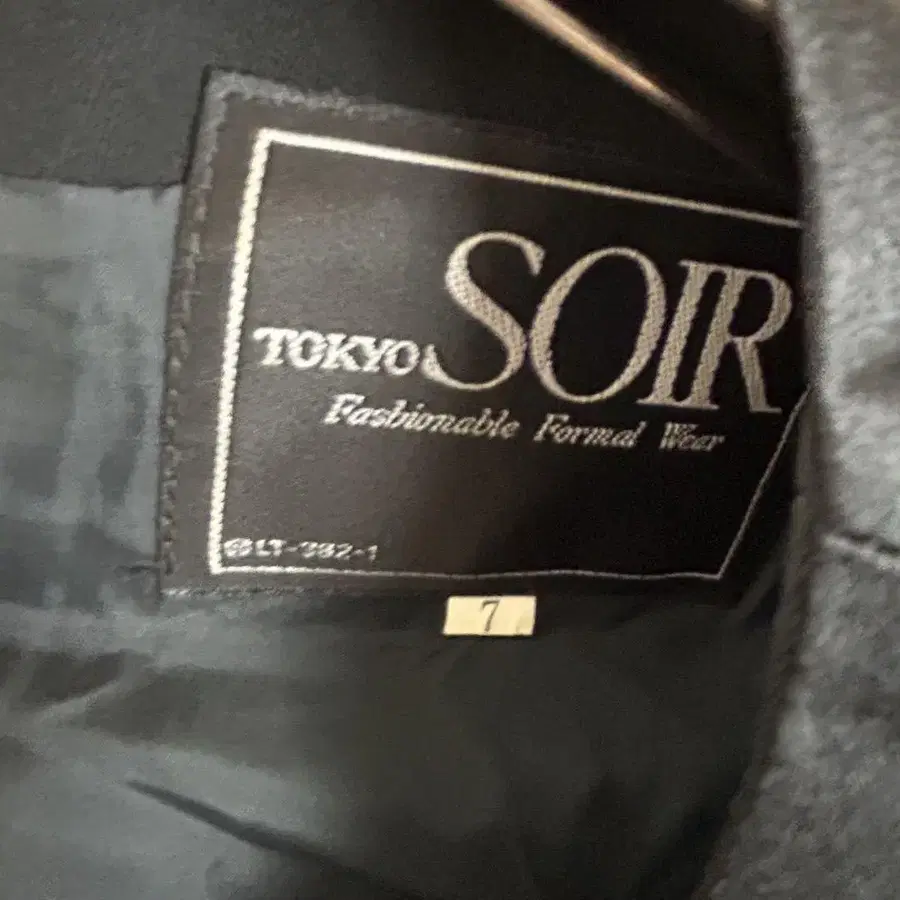 TOKYO SOIR
Fashionable Formal Wear
LT-382-1
7